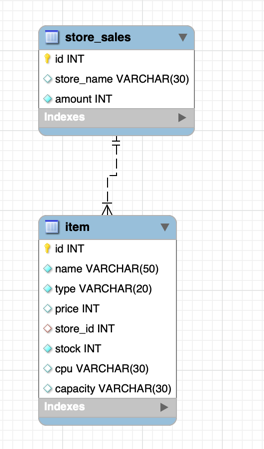 store_sales
id INT
store_name VARCHAR(30)
amount INT
Indexes
item
id INT
name VARCHAR(50)
type VARCHAR(20)
price INT
store_id INT
stock INT
cpu VARCHAR(30)
capacity VARCHAR(30)
Indexes